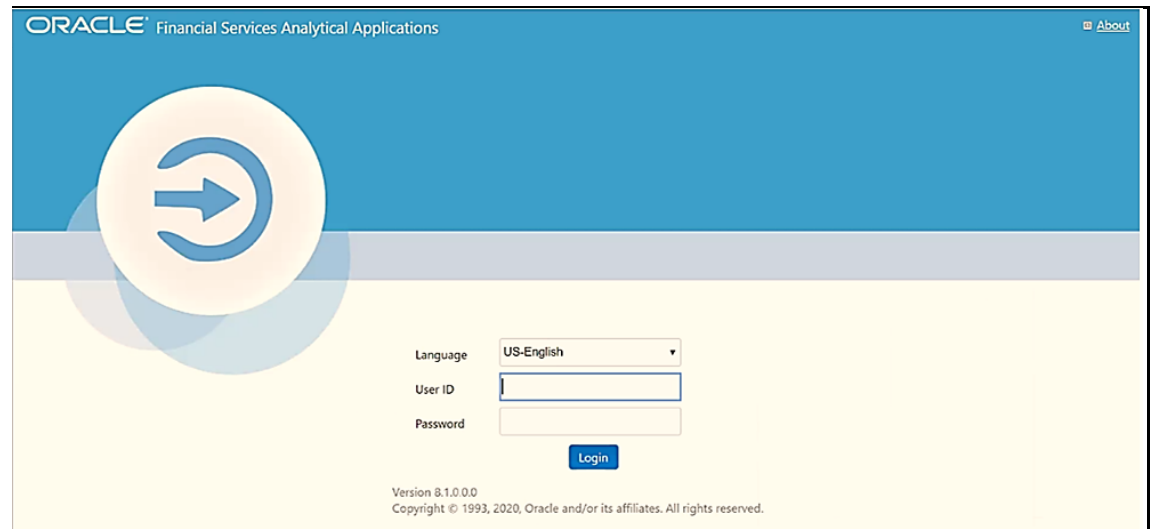 ORACLE® Financial Services Analytical Applications
About
Language US-English
User ID
Password
Login
Version 8.1.0.0.0
Copyright © 1993, 2020, Oracle and/or its affiliates. All rights reserved.